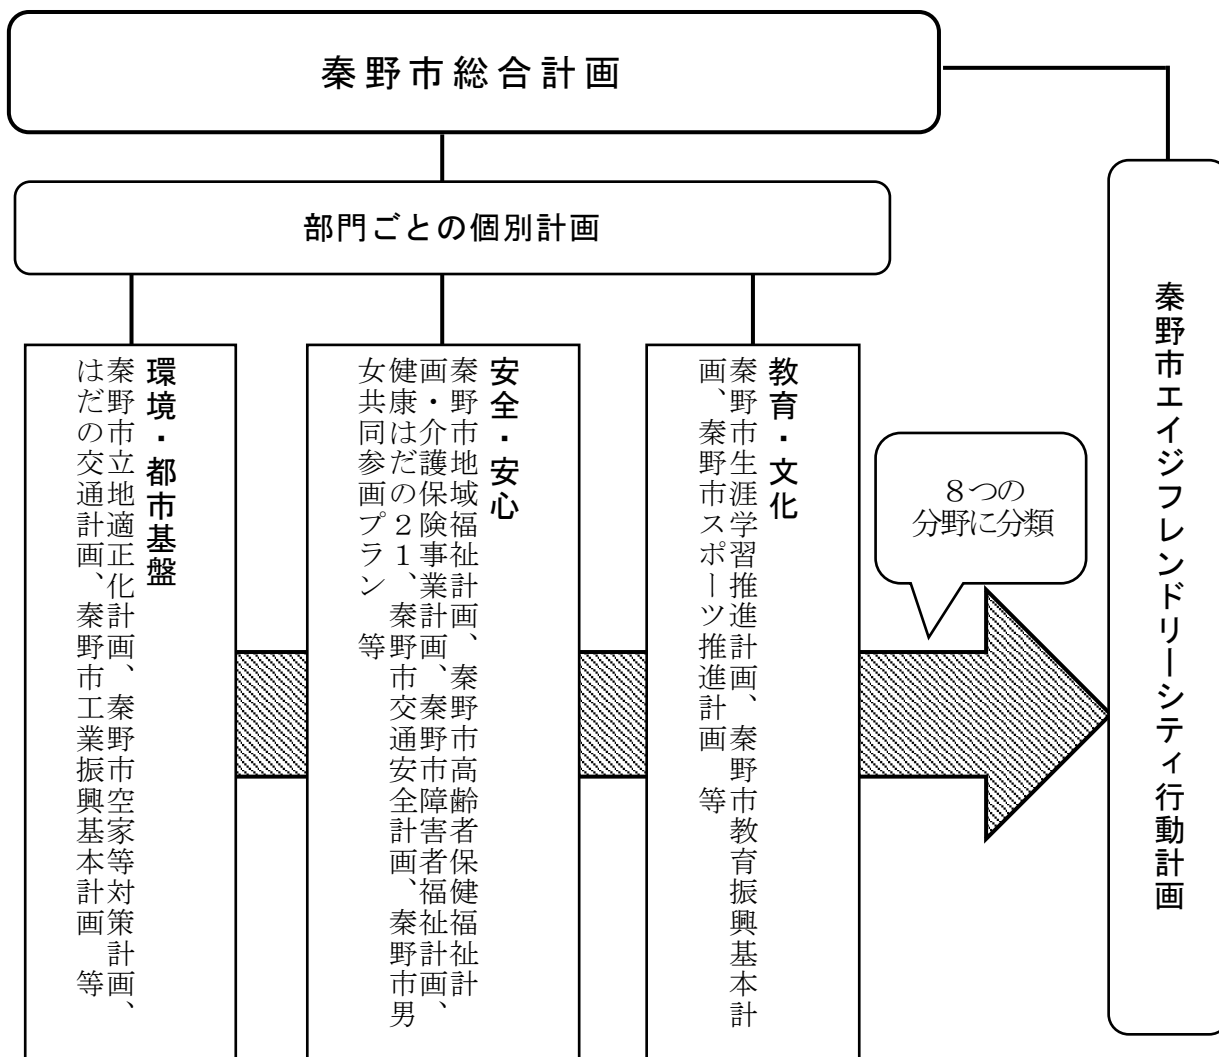 秦野市総合計画
部門ごとの個別計画
環境・都市基盤
秦野市立地適正化計画、秦野市空家等対策計画、
はだの交通計画、秦野市工業振興基本計画　等
安全・安心
秦野市地域福祉計画、秦野市高齢者保健福祉計
画・介護保険事業計画、秦野市障害者福祉計画、
健康はだの２１、秦野市交通安全計画、秦野市男
女共同参画プラン　等
教育・文化
秦野市生涯学習推進計画、秦野市教育振興基本計
画、秦野市スポーツ推進計画　等
８つの
分野に分類
秦野市エイジフレンドリーシティ行動計画